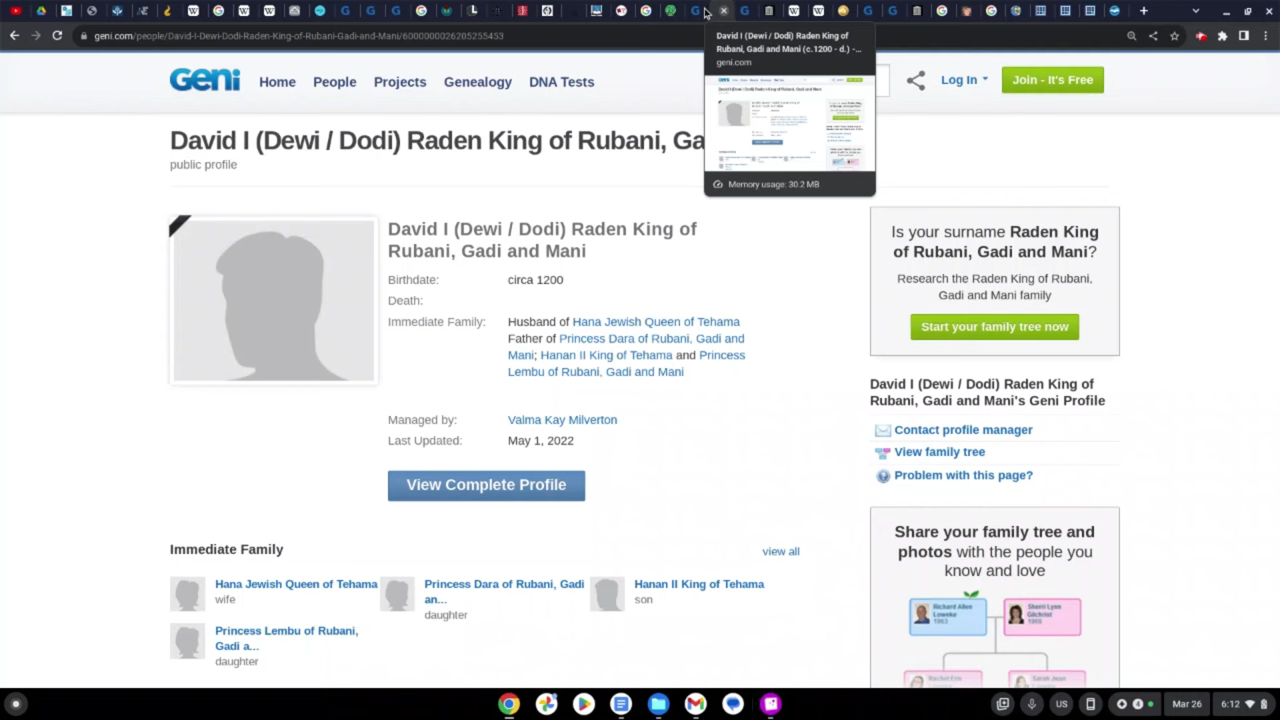 geni.com/people/David-I-Dewi-Dodi-Raden-King-of-Rubani-Gadi-and-Mani/6000000026205255453
David I (Dewi / Dodi) Raden King of
Rubani, Gadi and Mani (c.1200 - d.) -...
geni.com
Memory usage: 30.2 MB
Geni
Home
People
Projects
Genealogy
DNA Tests
Log In
Join - It's Free
David I (Dewi / Dodi) Raden King of Rubani, Ga
public profile
David I (Dewi / Dodi) Raden King of
Rubani, Gadi and Mani
Birthdate: circa 1200
Death:
Immediate Family: Husband of Hana Jewish Queen of Tehama
Father of Princess Dara of Rubani, Gadi and
Mani; Hanan II King of Tehama and Princess
Lembu of Rubani, Gadi and Mani
Managed by: Valma Kay Milverton
Last Updated: May 1, 2022
View Complete Profile
Immediate Family
view all
Hana Jewish Queen of Tehama
wife
Princess Dara of Rubani, Gadi
an...
daughter
Hanan II King of Tehama
son
Princess Lembu of Rubani,
Gadi a...
daughter
Is your surname Raden King
of Rubani, Gadi and Mani?
Research the Raden King of Rubani,
Gadi and Mani family
Start your family tree now
David I (Dewi / Dodi) Raden King of
Rubani, Gadi and Mani's Geni Profile
Contact profile manager
View family tree
Problem with this page?
Share your family tree and
photos with the people you
know and love
Richard Allen
Loweka
1963
Sherri Lynn
Gilchrist
1968
Sarah Jean
US
Mar 26
6:12